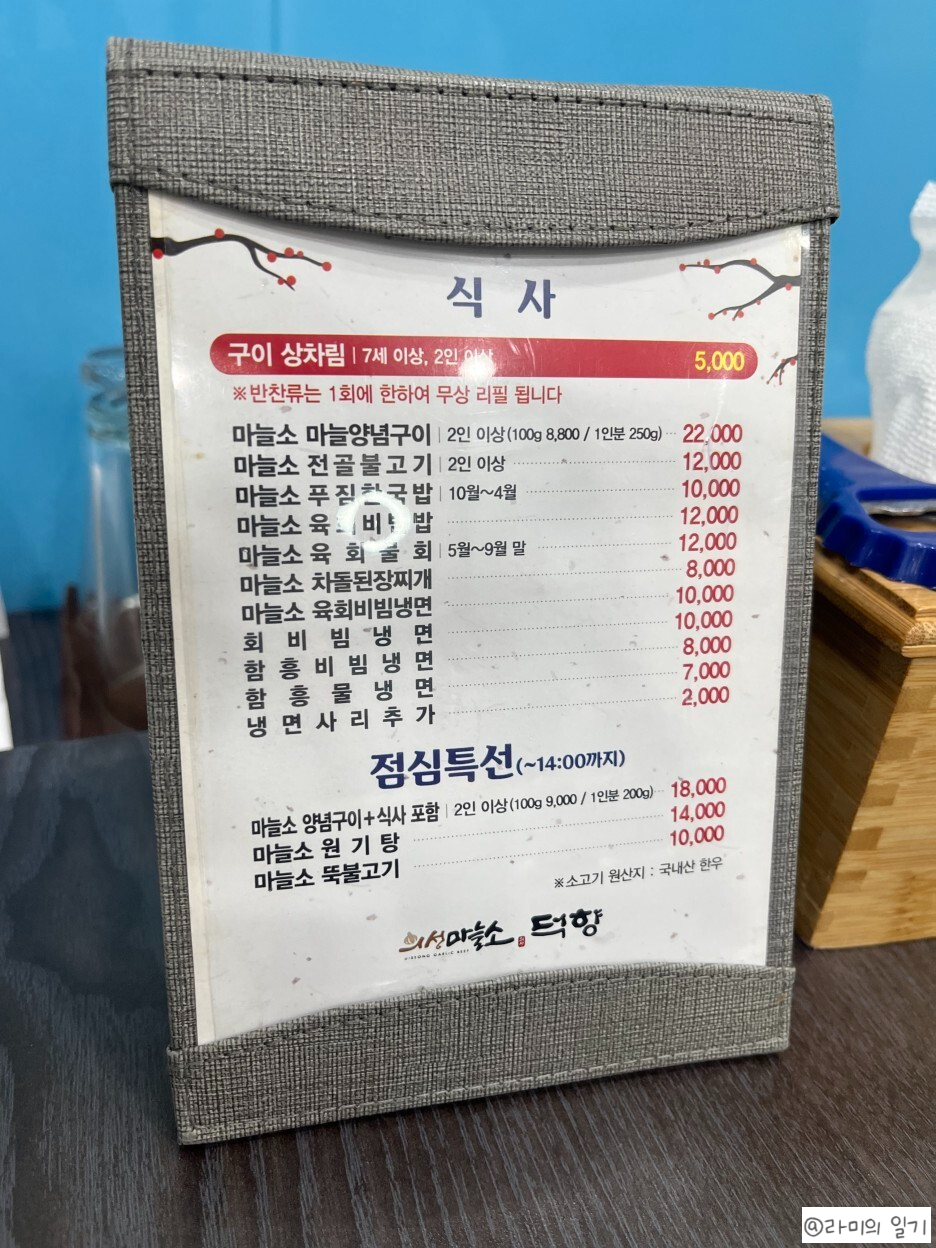 식 사
구이 상차림 | 7세 이상, 2인 이상 5,000
※반찬류는 1회에 한하여 무상 리필 됩니다
마늘소 마늘양념구이 | 2인 이상(100g 8,800 / 1인분 250g) 22,000
마늘소 전골불고기 | 2인 이상 12,000
마늘소 푸짐한국밥 | 10월~4월 10,000
마늘소 육회비빔밥 12,000
마늘소 육회물회 | 5월~9월 말 12,000
마늘소 차돌된장찌개 8,000
마늘소 육회비빔냉면 10,000
회비빔냉면 10,000
함흥비빔냉면 8,000
함흥물냉면 7,000
냉면사리추가 2,000
점심특선(~14:00까지)
마늘소 양념구이+식사 포함 | 2인 이상(100g 9,000 / 1인분 200g) 18,000
마늘소 원기탕 14,000
마늘소 뚝불고기 10,000
※소고기 원산지 : 국내산 한우
의성마늘소 덕향
UISEONG GARLIC BEEF
@라미의 일기